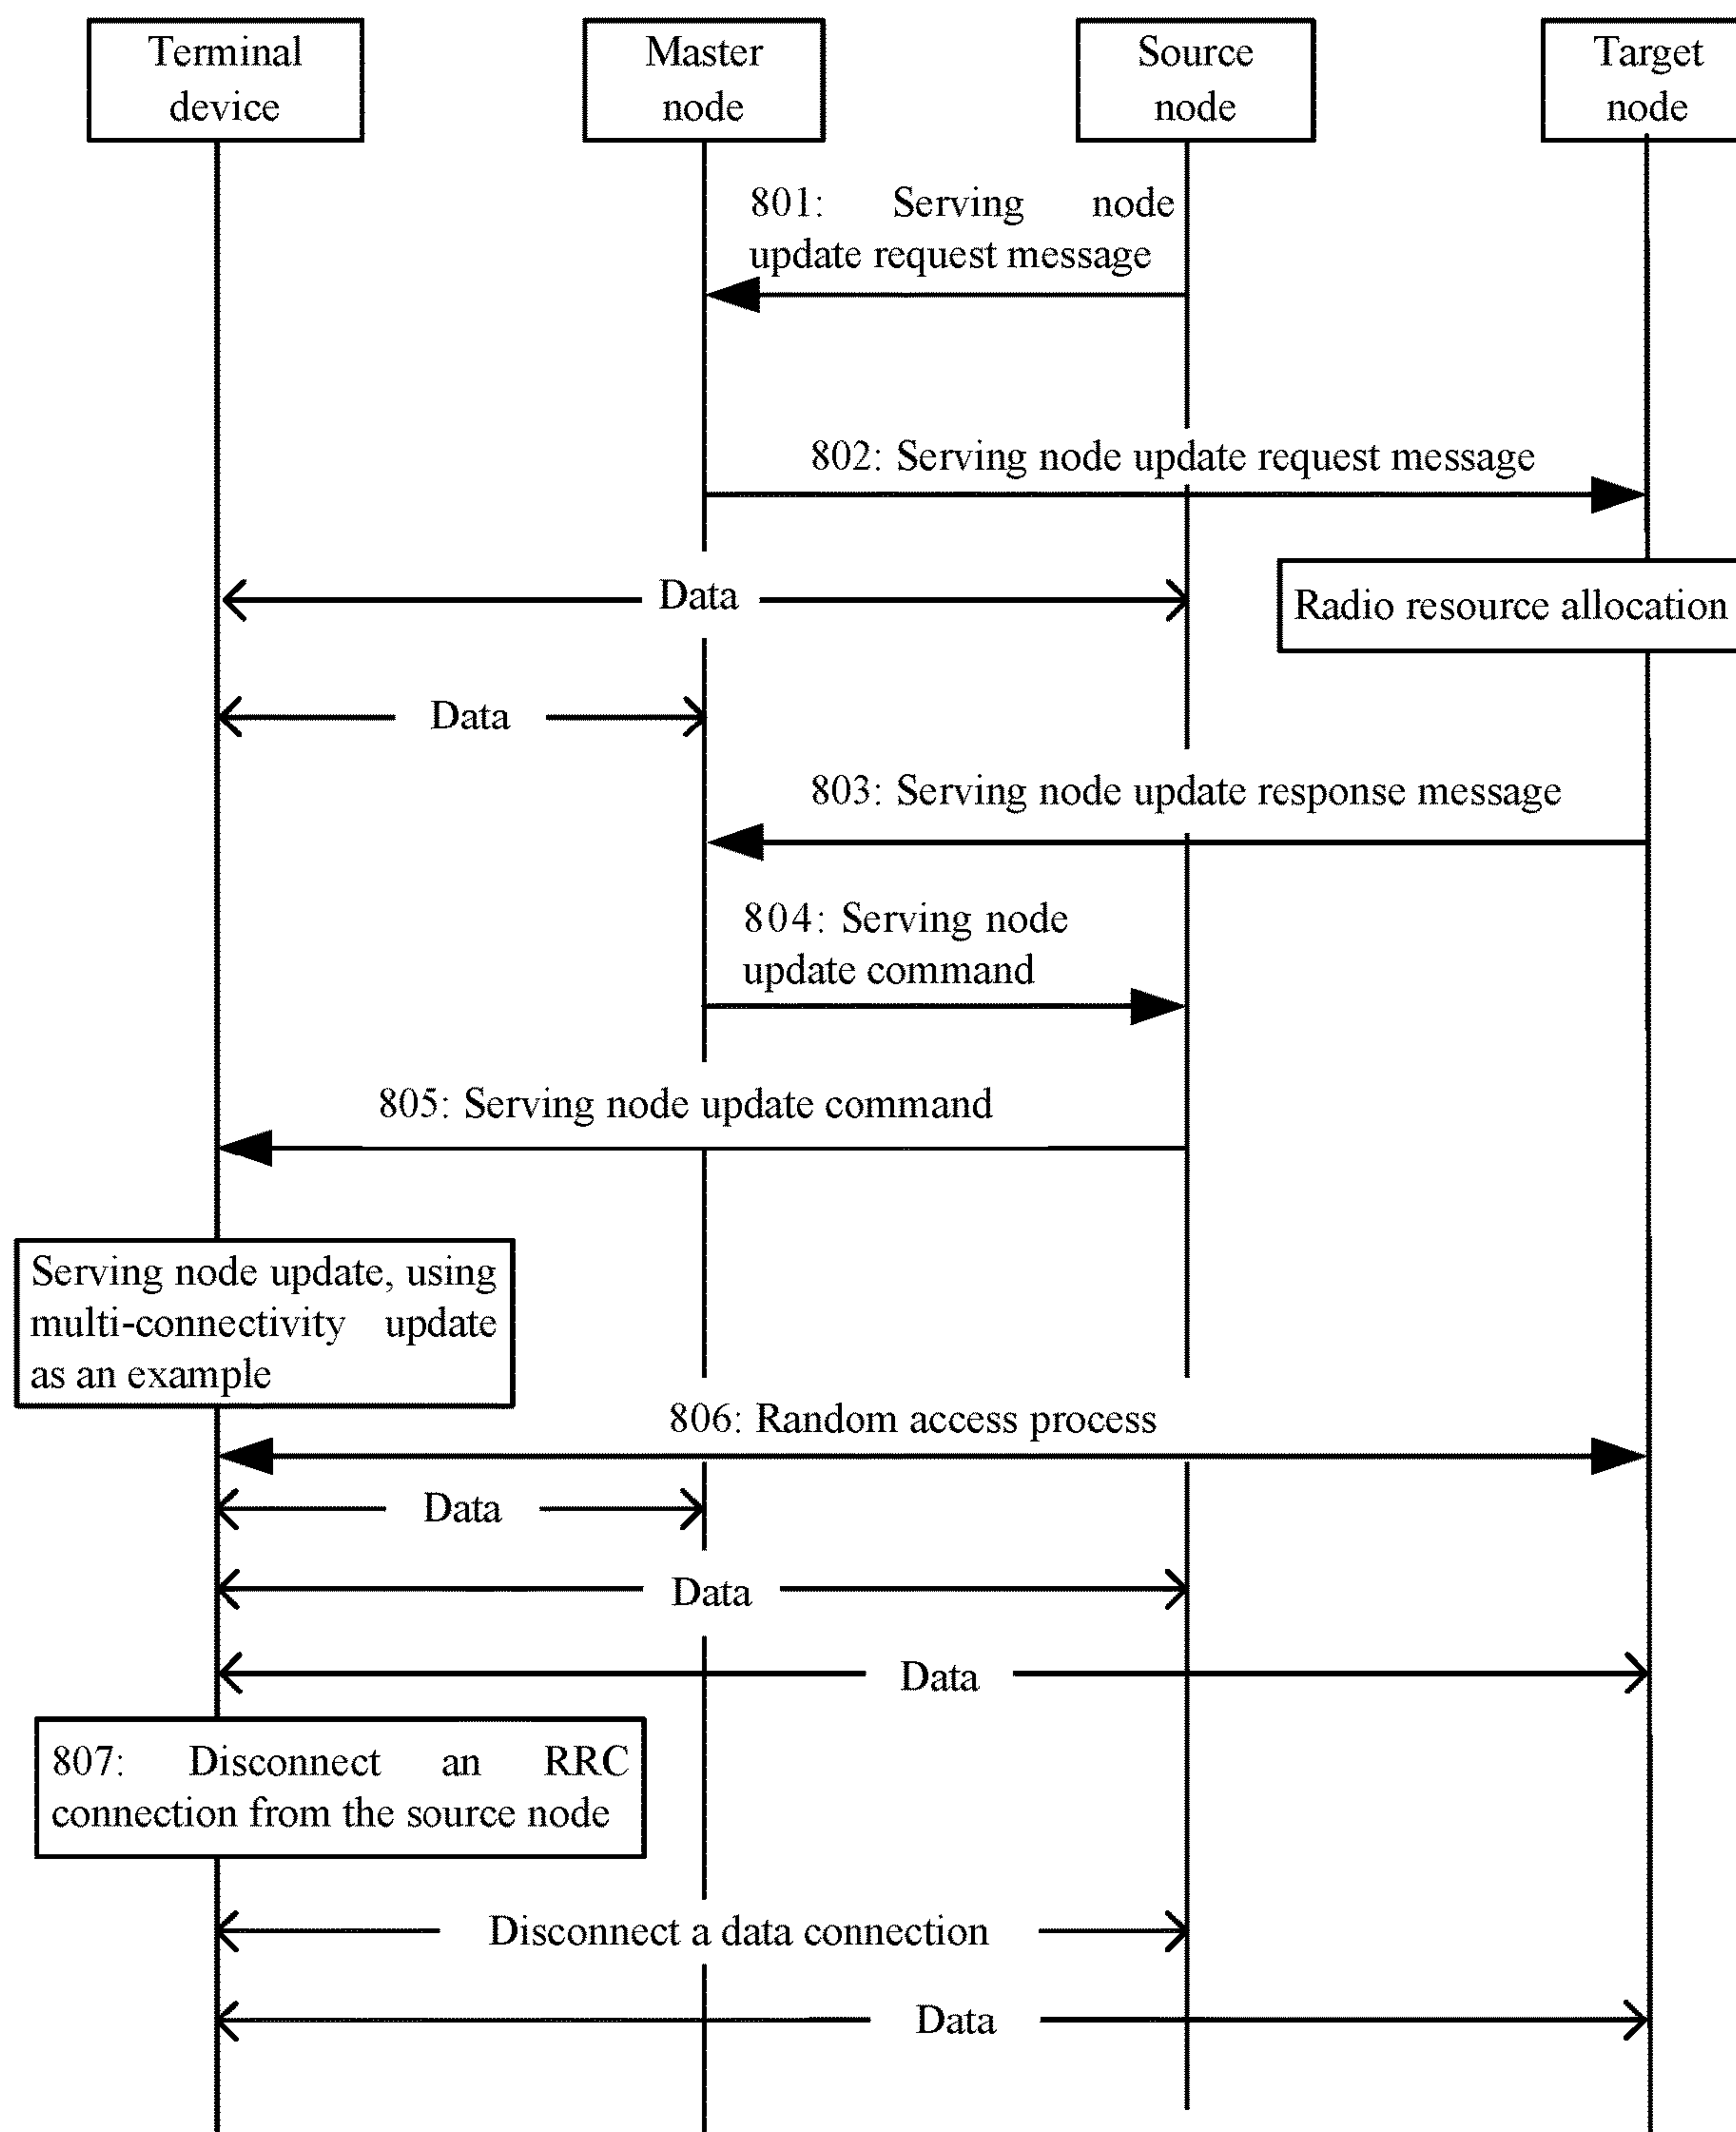 Terminal
device
Master
node
Source
node
Target
node
801: Serving node
update request message
802: Serving node update request message
Data
Radio resource allocation
Data
803: Serving node update response message
804: Serving node
update command
805: Serving node update command
Serving node update, using
multi-connectivity update
as an example
806: Random access process
Data
Data
Data
807: Disconnect an RRC
connection from the source node
Disconnect a data connection
Data